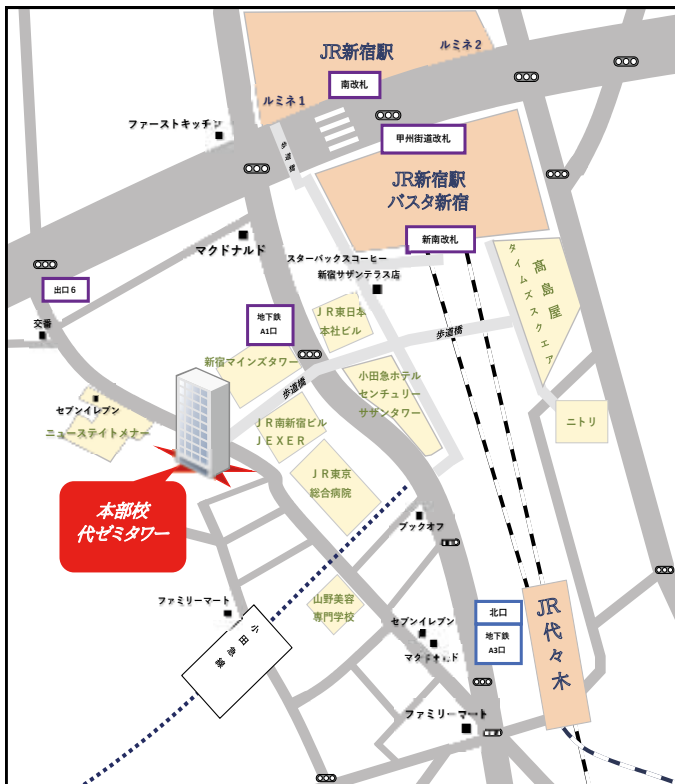 JR新宿駅
ルミネ2
南改札
ルミネ1
ファーストキッチン
甲州街道改札
歩道橋
JR新宿駅
バスタ新宿
新南改札
マクドナルド
スターバックスコーヒー
新宿サザンテラス店
タイムズスクエア
高島屋
出口6
交番
地下鉄
A1口
JR東日本
本社ビル
歩道橋
新宿マインズタワー
小田急ホテル
センチュリー
サザンタワー
歩道橋
セブンイレブン
ニューステイトメナー
JR南新宿ビル
JEXER
ニトリ
JR東京
総合病院
本部校
代ゼミタワー
ブックオフ
ファミリーマート
山野美容
専門学校
小田急線
セブンイレブン
マクドナルド
北口
地下鉄
A3口
JR代々木
ファミリーマート